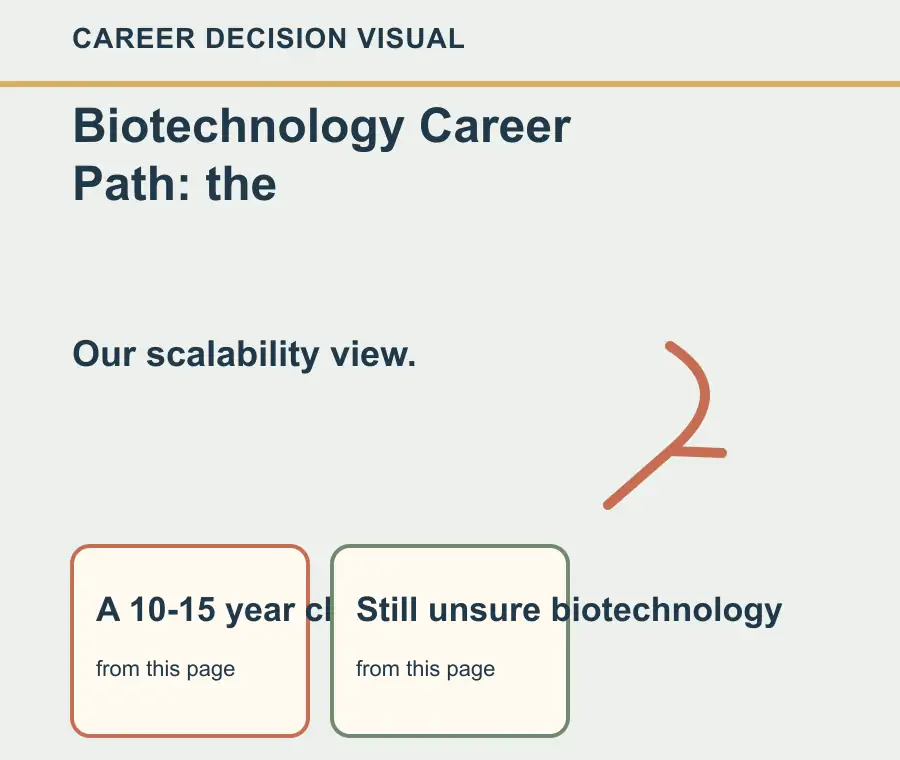 CAREER DECISION VISUAL
Biotechnology Career
Path: the
Our scalability view.
A 10-15 year
Still unsure biotechnology
from this page
from this page